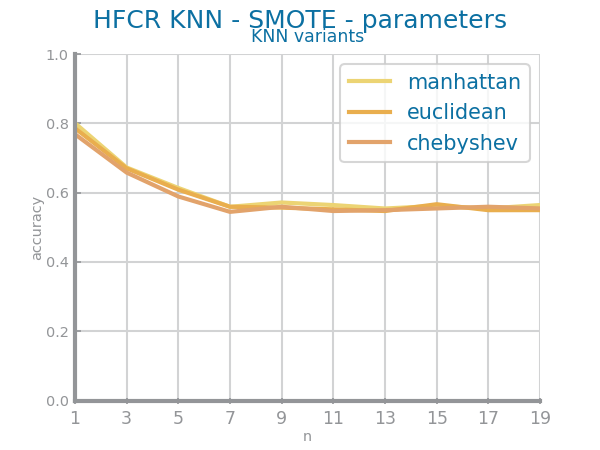 HFCR KNN - SMOTE - parameters
KNN variants
manhattan
euclidean
chebyshev
accuracy
1.0
0.8
0.6
0.4
0.2
0.0
1 3 5 7 9 11 13 15 17 19
n